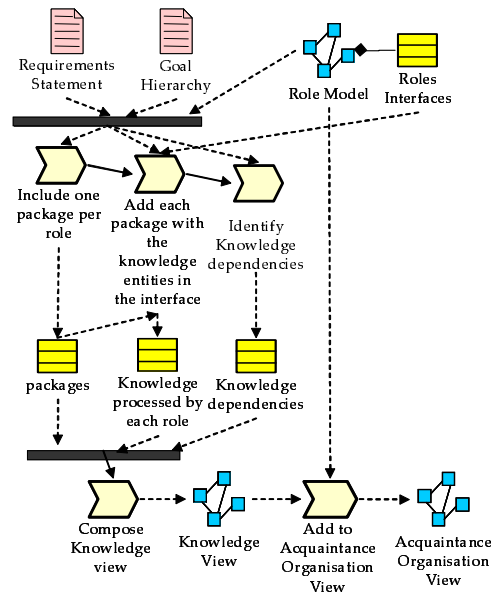 Requirements
Statement
Goal
Hierarchy
Role Model
Roles
Interfaces
Include one
package per
role
Add each
package with
the
knowledge
entities in
the interface
Identify
Knowledge
dependencies
packages
Knowledge
processed by
each role
Knowledge
dependencies
Compose
Knowledge
view
Knowledge
View
Add to
Acquaintance
Organisation
View
Acquaintance
Organisation
View